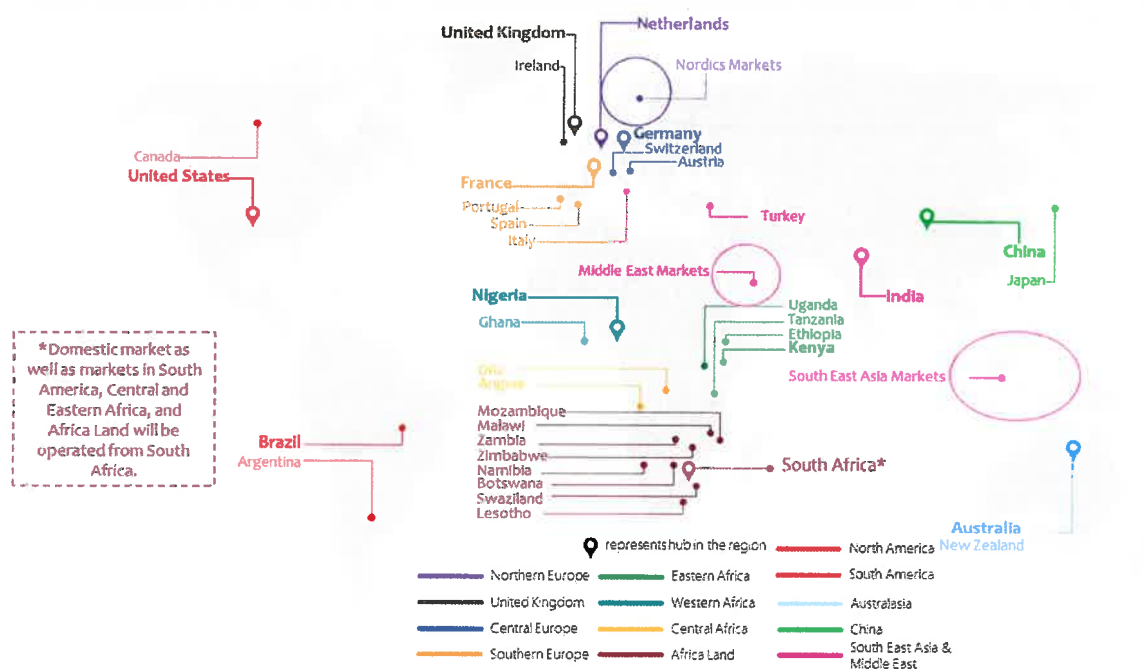 United Kingdom
Netherlands
Ireland
Nordics Markets
Germany
Switzerland
Austria
Canada
United States
France
Portugal
Spain
Italy
Turkey
China
Japan
Middle East Markets
India
Nigeria
Ghana
Uganda
Tanzania
Ethiopia
Kenya
South East Asia Markets
*Domestic market as
well as markets in South
America, Central and
Eastern Africa, and
Africa Land will be
operated from South
Africa.
Angola
Mozambique
Malawi
Zambia
Zimbabwe
Namibia
Botswana
Swaziland
Lesotho
South Africa*
Brazil
Argentina
Australia
New Zealand
represents hub in the region
North America
Northern Europe
Eastern Africa
South America
United Kingdom
Western Africa
Australasia
Central Europe
Central Africa
China
Southern Europe
Africa Land
South East Asia &
Middle East